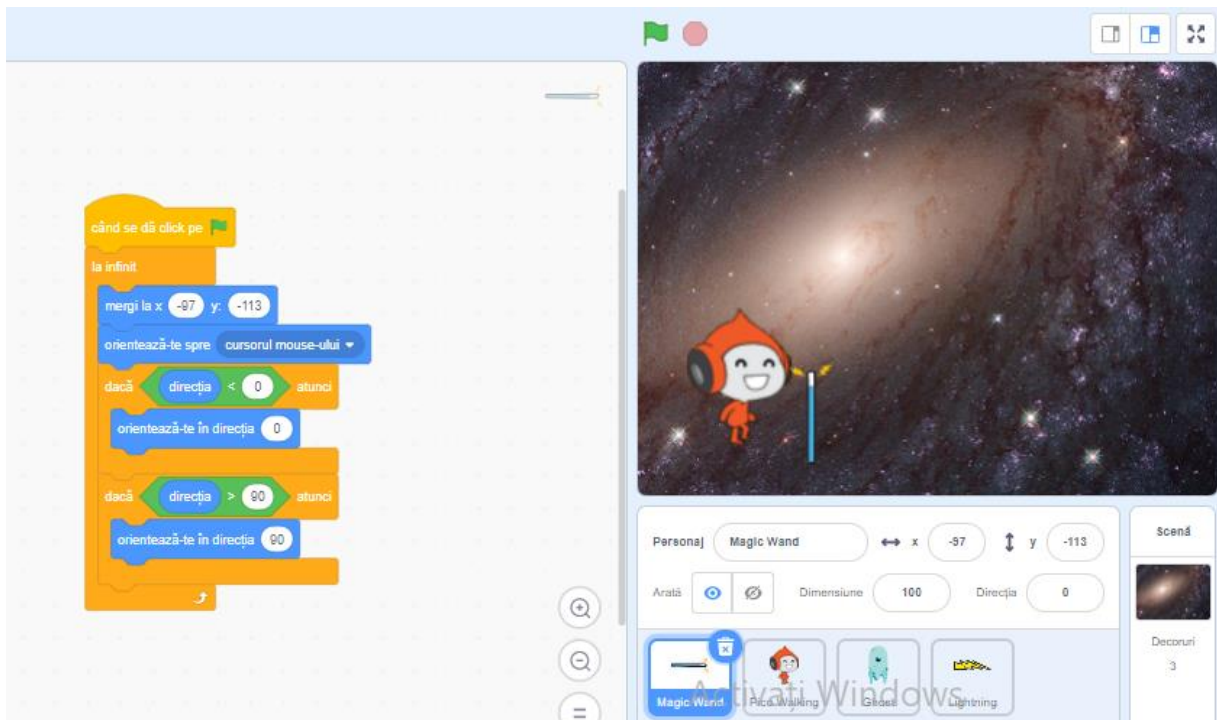 când se dă click pe
la infinit
mergi la x -97 y: -113
orientează-te spre cursorul mouse-ului
dacă direcția < 0 atunci
orientează-te în direcția 0
dacă direcția > 90 atunci
orientează-te în direcția 90
Personaj Magic Wand x -97 y -113
Arată Dimensiune 100 Direcția 0
Magic Wand
Pico Walking
Ghost
Lightning
Activați Windows
Scenă
Decoruri
3